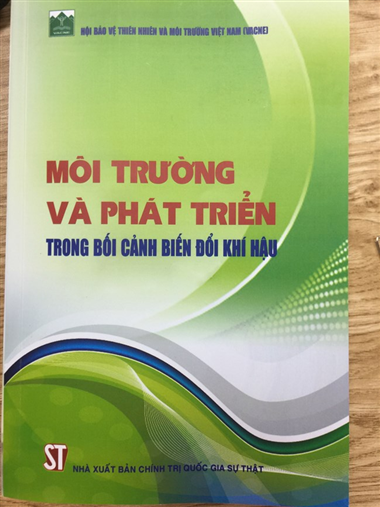 HỘI BẢO VỆ THIÊN NHIÊN VÀ MÔI TRƯỜNG VIỆT NAM (VACNE)
MÔI TRƯỜNG
VÀ PHÁT TRIỂN
TRONG BỐI CẢNH BIẾN ĐỔI KHÍ HẬU
ST
NHÀ XUẤT BẢN CHÍNH TRỊ QUỐC GIA SỰ THẬT